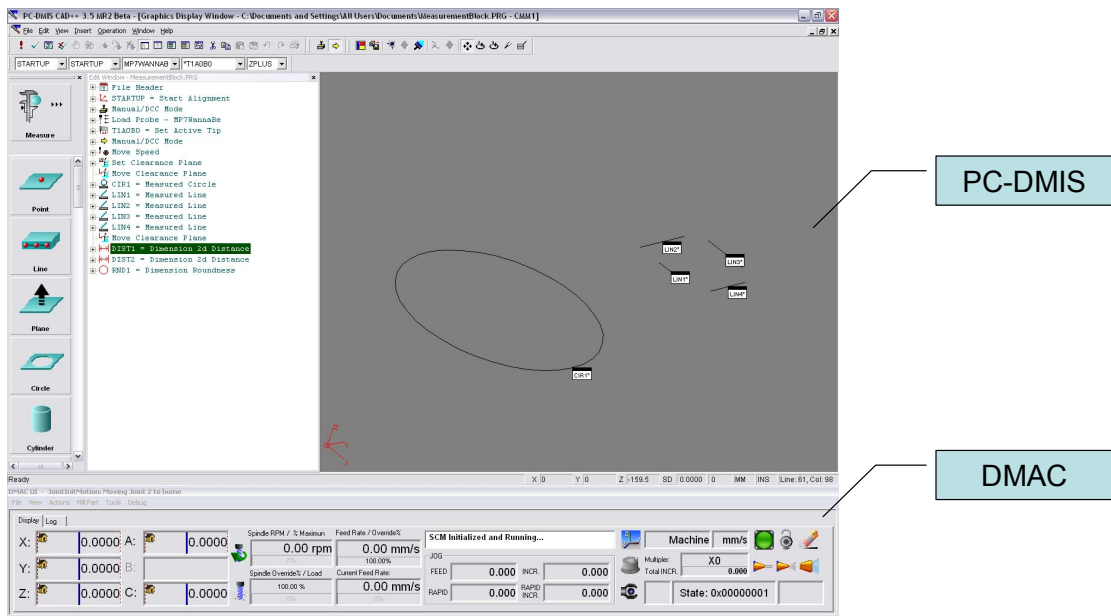 PC-DMIS CAD++ 3.5 MR2 Beta - [Graphics Display Window - C:\Documents and Settings\All Users\Documents\MeasurementBlock.PRG - CMM1]
File Edit View Insert Operation Window Help
STARTUP STARTUP MP7WANNAB *T1A0B0 ZPLUS
Edit Window - MeasurementBlock.PRG
File Header
STARTUP = Start Alignment
Manual/DCC Mode
Load Probe - MP7WannaBe
T1A0B0 = Set Active Tip
Manual/DCC Mode
Move Speed
Set Clearance Plane
Move Clearance Plane
CIR1 = Measured Circle
LIN1 = Measured Line
LIN2 = Measured Line
LIN3 = Measured Line
LIN4 = Measured Line
Move Clearance Plane
DIST1 = Dimension 2d Distance
DIST2 = Dimension 2d Distance
RND1 = Dimension Roundness
Measure
Point
Line
Plane
Circle
Cylinder
LIN2*
LIN3*
LIN1*
LIN4*
CIR1*
Z
Y
X
PC-DMIS
DMAC
Ready
X 0 Y 0 Z -159.5 SD 0.0000 0 MM INS Line: 61, Col: 98
DMAC UI - JointInitMotion: Moving Joint 2 to home
File View Actions Mill Part Tools Debug
Display Log
X: 0.0000 A: 0.0000
Y: 0.0000 B:
Z: 0.0000 C: 0.0000
Spindle RPM / % Maximun
0.00 rpm
0%
Spindle Override% / Load
100.00 %
0%
Feed Rate / Override%
0.00 mm/s
100.00%
Current Feed Rate:
0.00 mm/s
0%
SCM Initialized and Running...
JOG
FEED 0.000 INCR. 0.000
RAPID 0.000 RAPID INCR. 0.000
Machine mm/s
Multiplier: X0
Total INCR. 0.000
State: 0x00000001